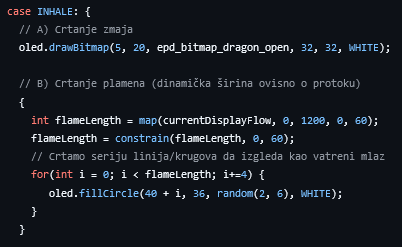 case INHALE: {
// A) Crtanje zmaja
oled.drawBitmap(5, 20, epd_bitmap_dragon_open, 32, 32, WHITE);
// B) Crtanje plamena (dinamička širina ovisno o protoku)
{
int flameLength = map(currentDisplayFlow, 0, 1200, 0, 60);
flameLength = constrain(flameLength, 0, 60);
// Crtamo seriju linija/krugova da izgleda kao vatreni mlaz
for(int i = 0; i < flameLength; i+=4) {
oled.fillCircle(40 + i, 36, random(2, 6), WHITE);
}
}